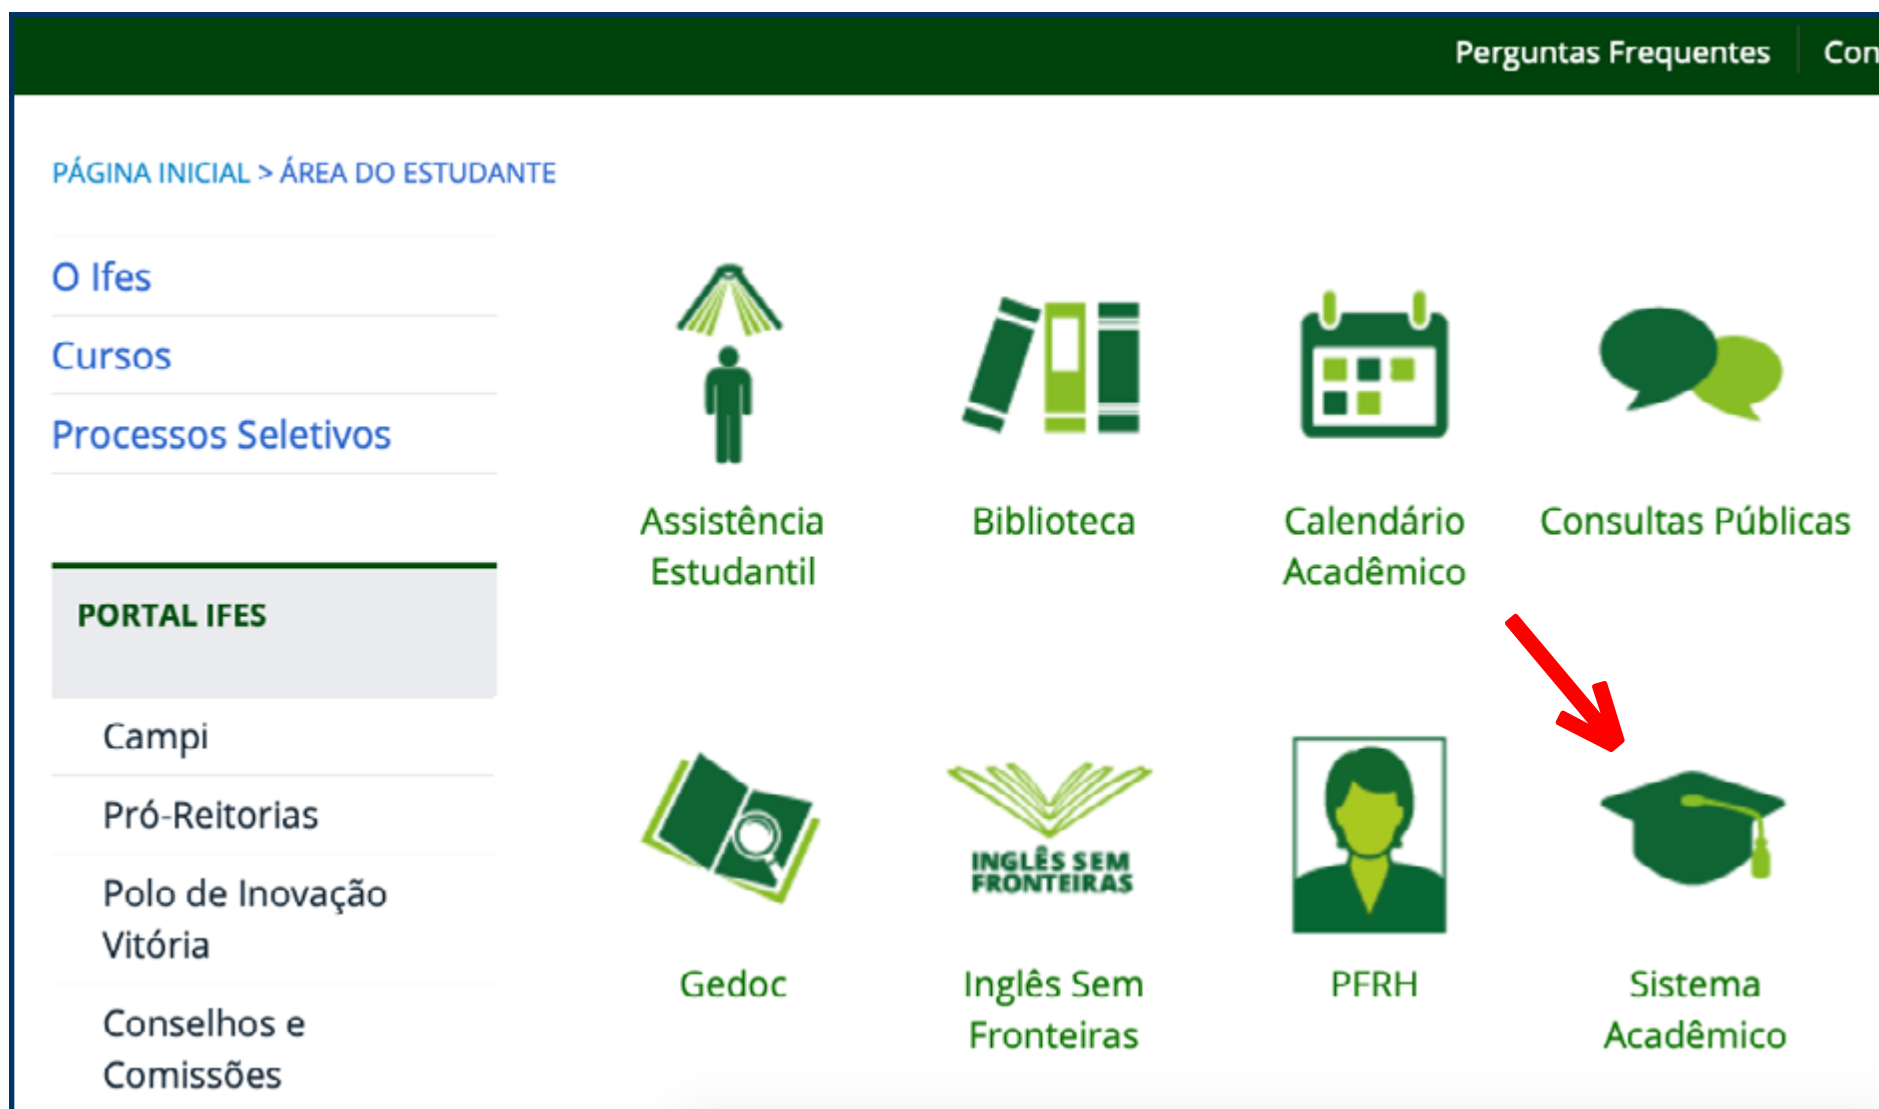 Perguntas Frequentes
PÁGINA INICIAL > ÁREA DO ESTUDANTE
O Ifes
Cursos
Processos Seletivos
PORTAL IFES
Campi
Pró-Reitorias
Polo de Inovação
Vitória
Conselhos e
Comissões
Assistência
Estudantil
Biblioteca
Calendário
Acadêmico
Consultas Públicas
Gedoc
INGLÊS SEM
FRONTEIRAS
Inglês Sem
Fronteiras
PFRH
Sistema
Acadêmico